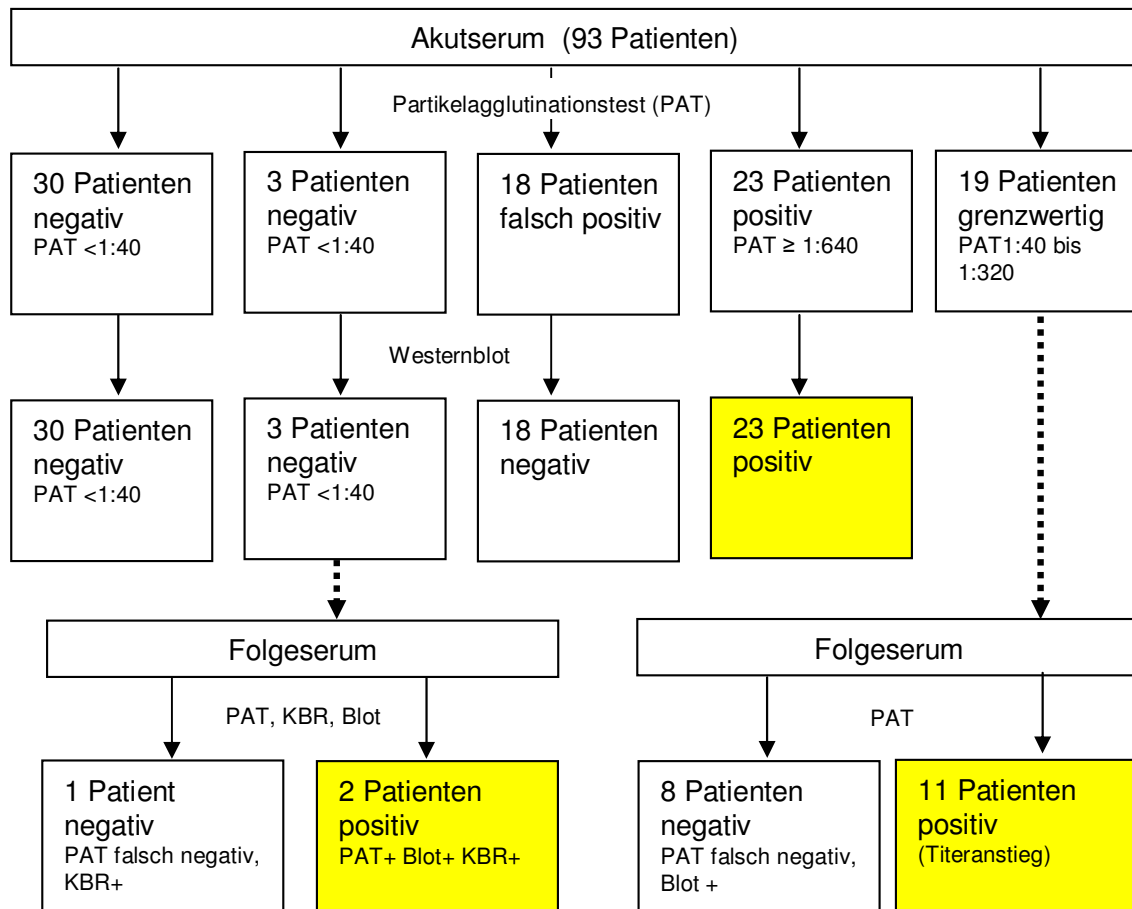 Akutserum (93 Patienten)
Partikelagglutinationstest (PAT)
30 Patienten
negativ
PAT <1:40
3 Patienten
negativ
PAT <1:40
18 Patienten
falsch positiv
23 Patienten
positiv
PAT ≥ 1:640
19 Patienten
grenzwertig
PAT1:40 bis
1:320
Westernblot
30 Patienten
negativ
PAT <1:40
3 Patienten
negativ
PAT <1:40
18 Patienten
negativ
23 Patienten
positiv
Folgeserum
PAT, KBR, Blot
1 Patient
negativ
PAT falsch negativ,
KBR+
2 Patienten
positiv
PAT+ Blot+ KBR+
Folgeserum
PAT
8 Patienten
negativ
PAT falsch negativ,
Blot +
11 Patienten
positiv
(Titeranstieg)